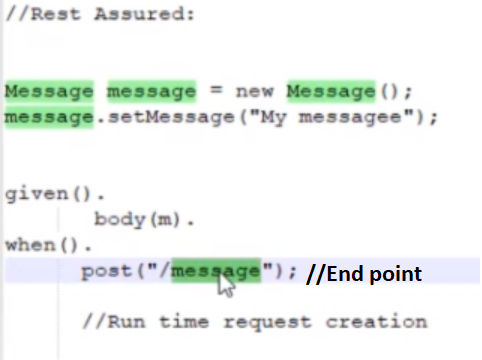 //Rest Assured:
Message message = new Message();
message.setMessage("My messagee");
given().
body(m).
when().
post("/message"); //End point
//Run time request creation